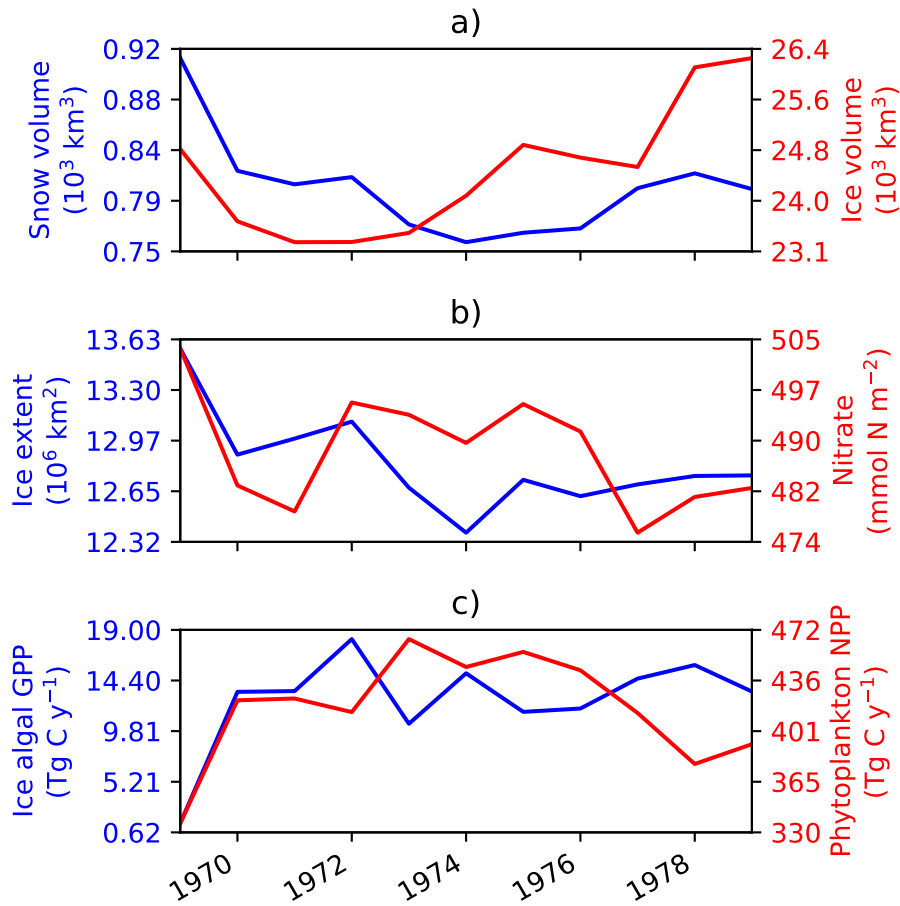 a)
0.92
0.88
0.84
0.79
0.75
Snow volume
(10³ km³)
26.4
25.6
24.8
24.0
23.1
Ice volume
(10³ km³)
b)
13.63
13.30
12.97
12.65
12.32
Ice extent
(10⁶ km²)
505
497
490
482
474
Nitrate
(mmol N m⁻²)
c)
19.00
14.40
9.81
5.21
0.62
Ice algal GPP
(Tg C y⁻¹)
472
436
401
365
330
Phytoplankton NPP
(Tg C y⁻¹)
1970
1972
1974
1976
1978